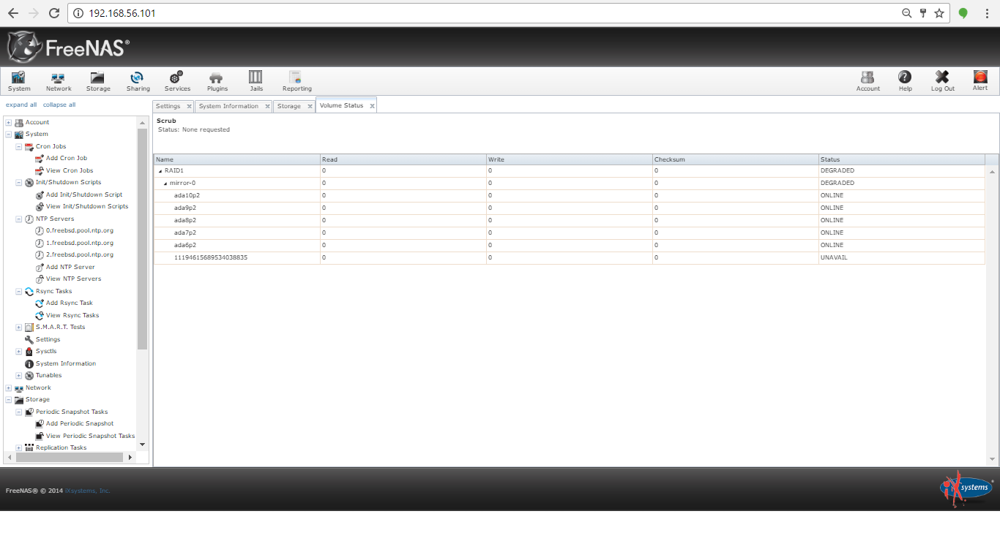 192.168.56.101
FreeNAS®
System Network Storage Sharing Services Plugins Jails Reporting Account Help Log Out Alert
expand all collapse all
Settings System Information Storage Volume Status
Account
System
Cron Jobs
Add Cron Job
View Cron Jobs
Init/Shutdown Scripts
Add Init/Shutdown Script
View Init/Shutdown Scripts
NTP Servers
0.freebsd.pool.ntp.org
1.freebsd.pool.ntp.org
2.freebsd.pool.ntp.org
Add NTP Server
View NTP Servers
Rsync Tasks
Add Rsync Task
View Rsync Tasks
S.M.A.R.T. Tests
Settings
Sysctls
System Information
Tunables
Network
Storage
Periodic Snapshot Tasks
Add Periodic Snapshot
View Periodic Snapshot Tasks
Replication Tasks
Scrub
Status: None requested
Name Read Write Checksum Status
RAID1 0 0 0 DEGRADED
mirror-0 0 0 0 DEGRADED
ada10p2 0 0 0 ONLINE
ada9p2 0 0 0 ONLINE
ada8p2 0 0 0 ONLINE
ada7p2 0 0 0 ONLINE
ada6p2 0 0 0 ONLINE
11194615689534038835 0 0 0 UNAVAIL
FreeNAS® © 2014 iXsystems, Inc.
iXsystems®